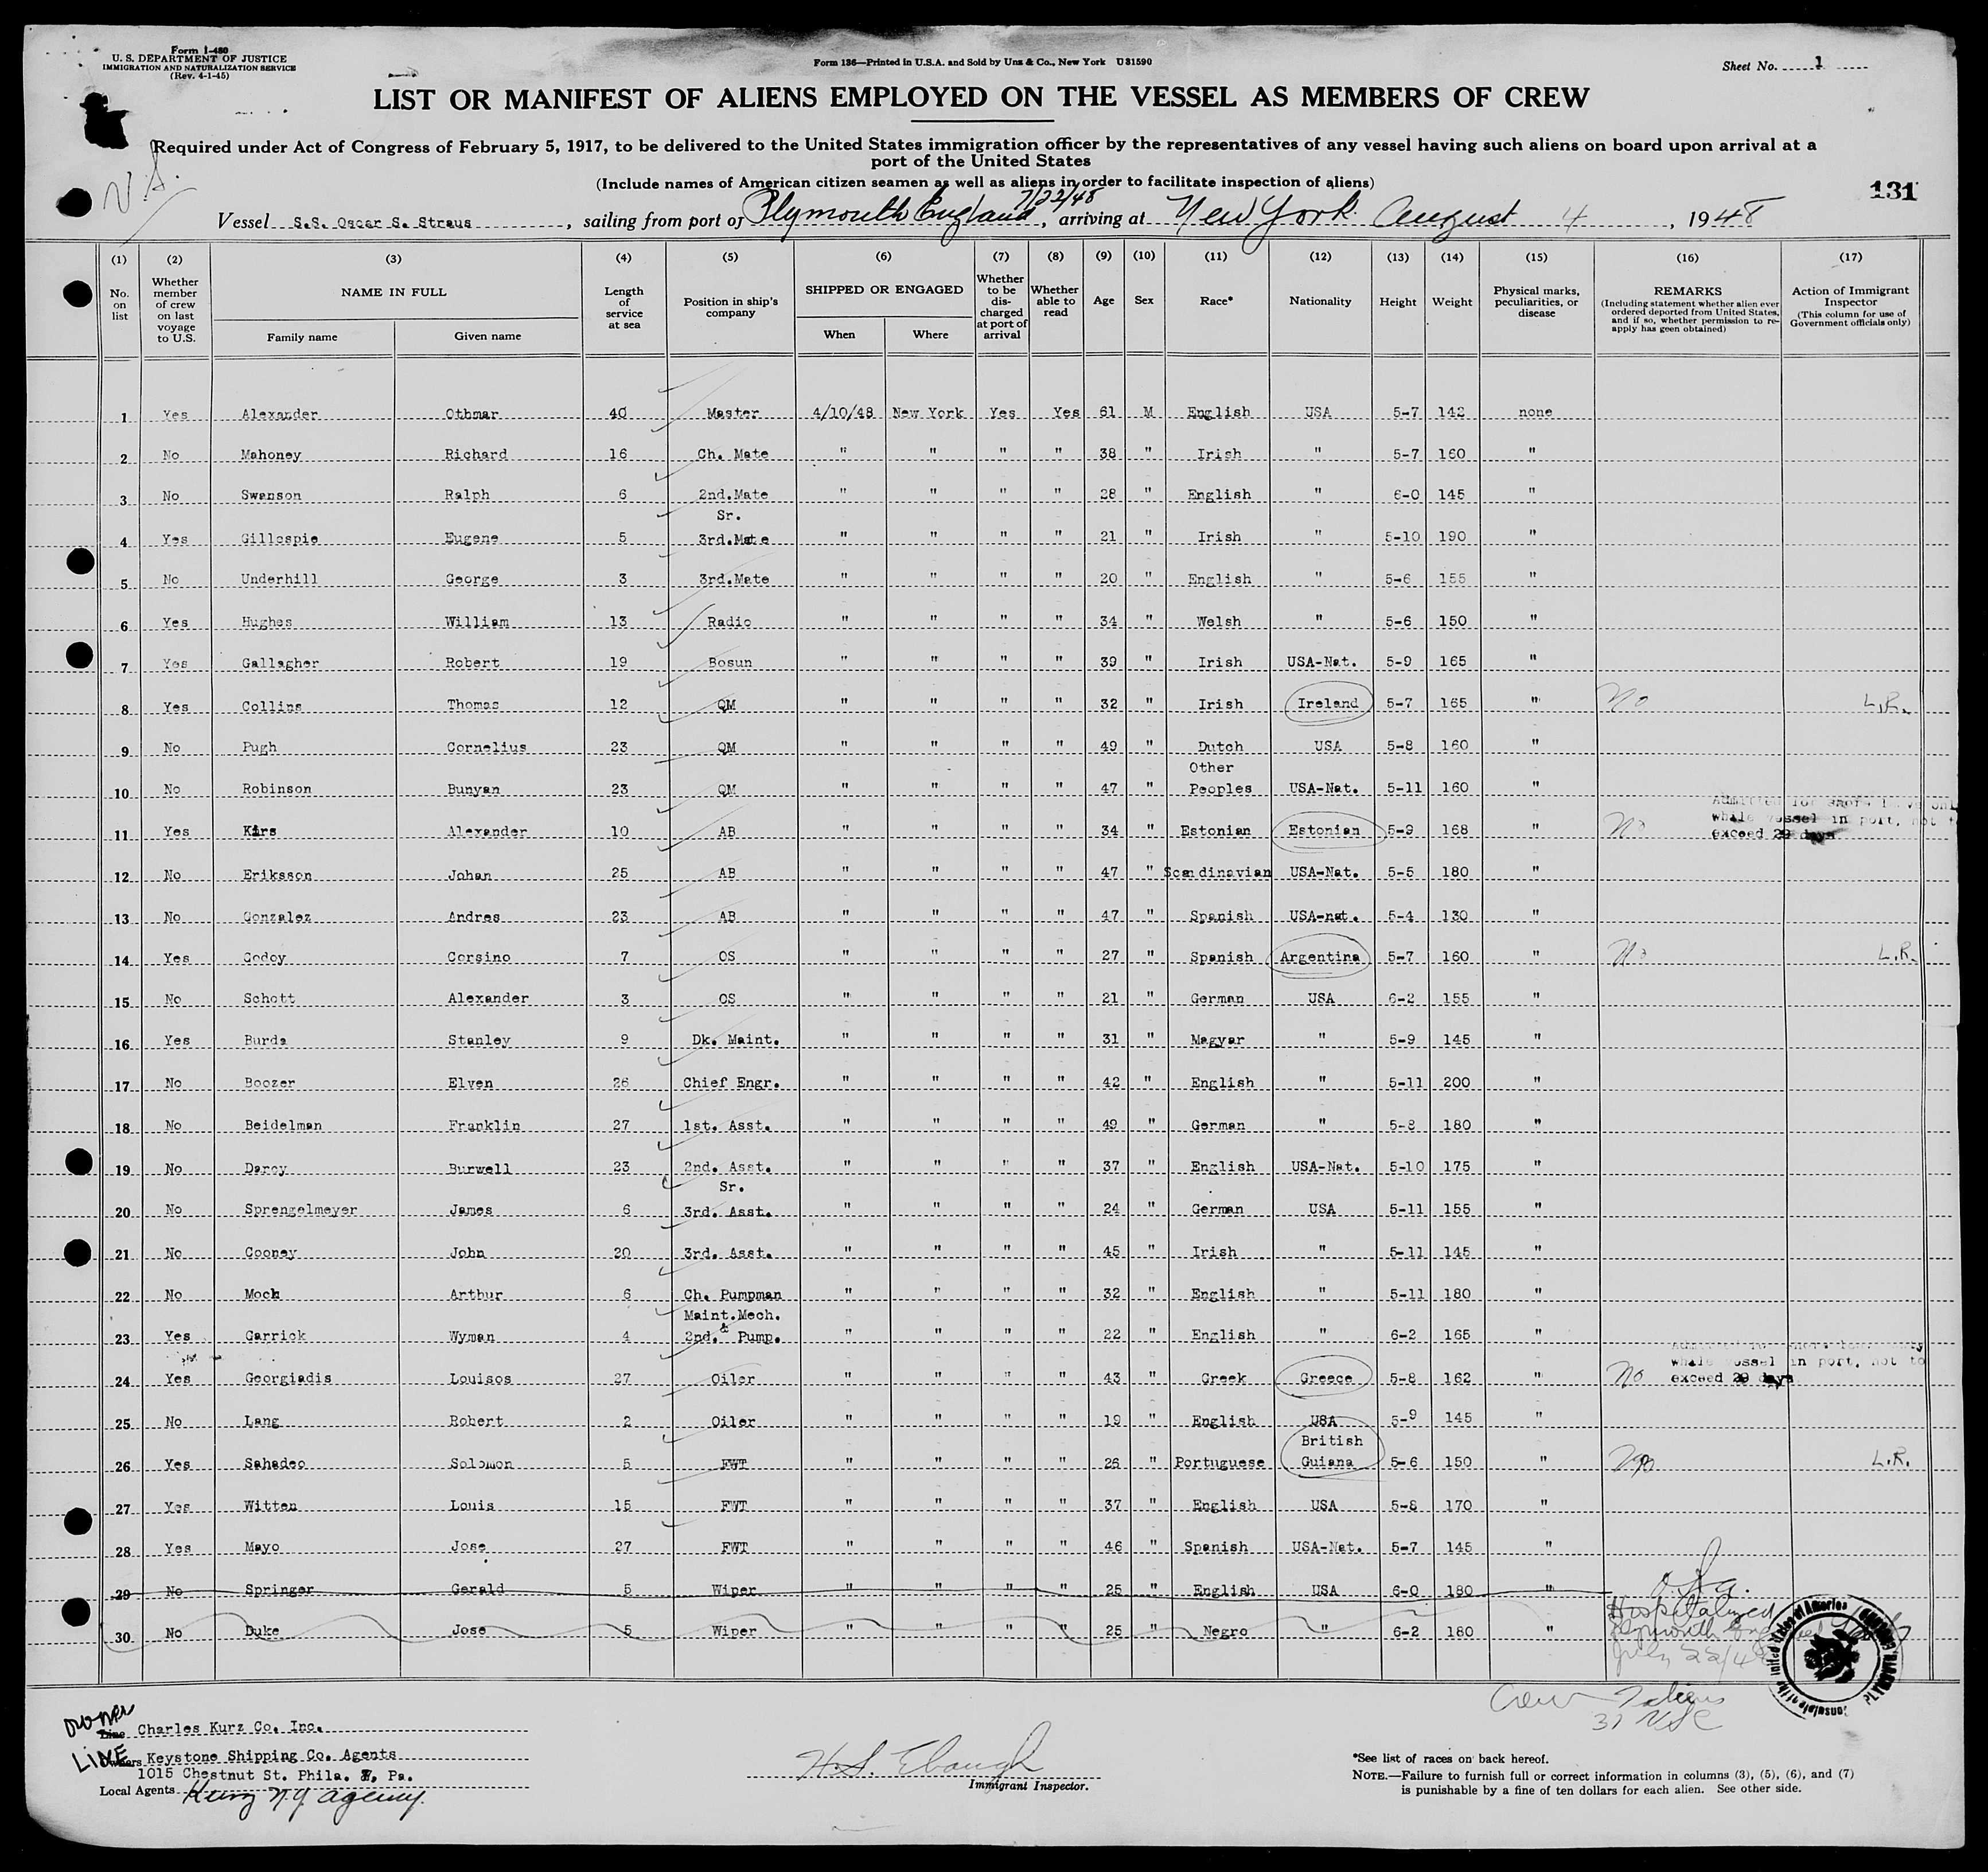 Form I-480
U. S. DEPARTMENT OF JUSTICE
IMMIGRATION AND NATURALIZATION SERVICE
(Rev. 4-1-45)
Form 136—Printed in U.S.A. and Sold by Unz & Co., New York U31590
Sheet No. 1
LIST OR MANIFEST OF ALIENS EMPLOYED ON THE VESSEL AS MEMBERS OF CREW
Required under Act of Congress of February 5, 1917, to be delivered to the United States immigration officer by the representatives of any vessel having such aliens on board upon arrival at a
port of the United States
(Include names of American citizen seamen as well as aliens in order to facilitate inspection of aliens)
131
7/22/48
Vessel S.S. Oscar S. Straus, sailing from port of Plymouth England, arriving at New York August 4, 1948
(1) (2) (3) (4) (5) (6) (7) (8) (9) (10) (11) (12) (13) (14) (15) (16) (17)
No. on list
Whether member of crew on last voyage to U.S.
NAME IN FULL
Family name Given name
Length of service at sea
Position in ship's company
SHIPPED OR ENGAGED
When Where
Whether to be discharged at port of arrival
Whether able to read
Age
Sex
Race*
Nationality
Height
Weight
Physical marks, peculiarities, or disease
REMARKS
(Including statement whether alien ever ordered deported from United States, and if so, whether permission to re-apply has geen obtained)
Action of Immigrant Inspector
(This column for use of Government officials only)
1 Yes Alexander Othmar 40 Master 4/10/48 New York Yes Yes 61 M English USA 5-7 142 none
2 No Mahoney Richard 16 Ch. Mate " " " " 38 " Irish " 5-7 160 "
3 No Swanson Ralph 6 2nd.Mate " " " " 28 " English " 6-0 145 "
4 Yes Gillespie Eugene 5 Sr. 3rd.Mate " " " " 21 " Irish " 5-10 190 "
5 No Underhill George 3 3rd.Mate " " " " 20 " English " 5-6 155 "
6 Yes Hughes William 13 Radio " " " " 34 " Welsh " 5-6 150 "
7 Yes Gallagher Robert 19 Bosun " " " " 39 " Irish USA-Nat. 5-9 165 "
8 Yes Collins Thomas 12 QM " " " " 32 " Irish Ireland 5-7 165 " No L.R.
9 No Pugh Cornelius 23 QM " " " " 49 " Dutch USA 5-8 160 "
10 No Robinson Bunyan 23 QM " " " " 47 " Other Peoples USA-Nat. 5-11 160 "
11 Yes Kirs Alexander 10 AB " " " " 34 " Estonian Estonian 5-9 168 " No Admitted for shore leave only while vessel in port, not to exceed 29 days
12 No Eriksson Johan 25 AB " " " " 47 " Scandinavian USA-Nat. 5-5 180 "
13 No Gonzalez Andres 23 AB " " " " 47 " Spanish USA-nat. 5-4 130 "
14 Yes Godoy Corsino 7 OS " " " " 27 " Spanish Argentina 5-7 160 " No L.R.
15 No Schott Alexander 3 OS " " " " 21 " German USA 6-2 155 "
16 Yes Burda Stanley 9 Dk. Maint. " " " " 31 " Magyar " 5-9 145 "
17 No Boozer Elven 26 Chief Engr. " " " " 42 " English " 5-11 200 "
18 No Beidelman Franklin 27 1st. Asst. " " " " 49 " German " 5-8 180 "
19 No Darcy Burwell 23 2nd. Asst. " " " " 37 " English USA-Nat. 5-10 175 "
20 No Sprengelmeyer James 6 Sr. 3rd. Asst. " " " " 24 " German USA 5-11 155 "
21 No Cooney John 20 3rd. Asst. " " " " 45 " Irish " 5-11 145 "
22 No Mock Arthur 6 Ch. Pumpman " " " " 32 " English " 5-11 180 "
23 Yes Garrick Wyman 4 Maint.Mech. & 2nd. Pump. " " " " 22 " English " 6-2 165 "
24 Yes Georgiadis Louisos 27 Oiler " " " " 43 " Greek Greece 5-8 162 " No while vessel in port, not to exceed 29 days
25 No Lang Robert 2 Oiler " " " " 19 " English USA 5-9 145 "
26 Yes Sahadeo Solomon 5 FWT " " " " 26 " Portuguese British Guiana 5-6 150 " No L.R.
27 Yes Witten Louis 15 FWT " " " " 37 " English USA 5-8 170 "
28 Yes Mayo Jose 27 FWT " " " " 46 " Spanish USA-Nat. 5-7 145 "
29 No Springer Gerald 5 Wiper " " " " 25 " English USA 6-0 180 "
30 No Duke Jose 5 Wiper " " " " 25 " Negro " 6-2 180 " Hospitalized Plymouth Eng July 22/48
owner Line Charles Kurz Co. Inc.
LINE Owners Keystone Shipping Co. Agents
1015 Chestnut St. Phila. 7, Pa.
Local Agents Kurz N.Y. agency.
H. S. Ebaugh
Immigrant Inspector.
Crew 7 aliens
31 USC
*See list of races on back hereof.
NOTE.—Failure to furnish full or correct information in columns (3), (5), (6), and (7)
is punishable by a fine of ten dollars for each alien. See other side.